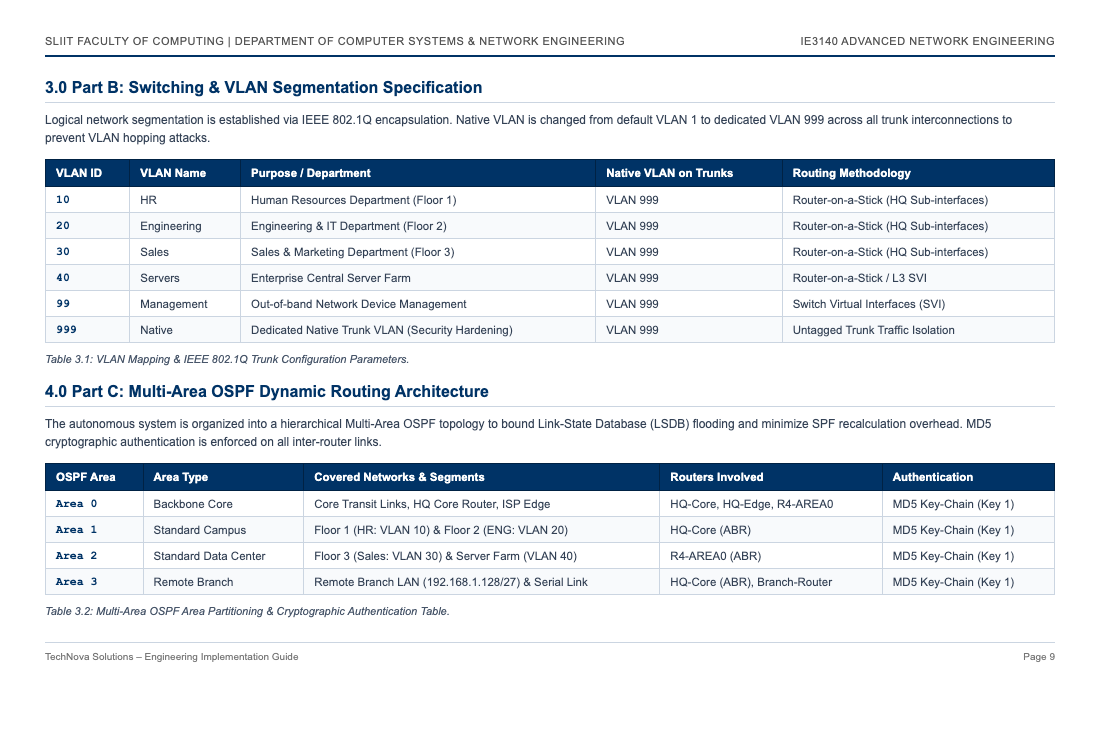 SLIIT FACULTY OF COMPUTING | DEPARTMENT OF COMPUTER SYSTEMS & NETWORK ENGINEERING IE3140 ADVANCED NETWORK ENGINEERING
3.0 Part B: Switching & VLAN Segmentation Specification
Logical network segmentation is established via IEEE 802.1Q encapsulation. Native VLAN is changed from default VLAN 1 to dedicated VLAN 999 across all trunk interconnections to
prevent VLAN hopping attacks.
VLAN ID VLAN Name Purpose / Department Native VLAN on Trunks Routing Methodology
10 HR Human Resources Department (Floor 1) VLAN 999 Router-on-a-Stick (HQ Sub-interfaces)
20 Engineering Engineering & IT Department (Floor 2) VLAN 999 Router-on-a-Stick (HQ Sub-interfaces)
30 Sales Sales & Marketing Department (Floor 3) VLAN 999 Router-on-a-Stick (HQ Sub-interfaces)
40 Servers Enterprise Central Server Farm VLAN 999 Router-on-a-Stick / L3 SVI
99 Management Out-of-band Network Device Management VLAN 999 Switch Virtual Interfaces (SVI)
999 Native Dedicated Native Trunk VLAN (Security Hardening) VLAN 999 Untagged Trunk Traffic Isolation
Table 3.1: VLAN Mapping & IEEE 802.1Q Trunk Configuration Parameters.
4.0 Part C: Multi-Area OSPF Dynamic Routing Architecture
The autonomous system is organized into a hierarchical Multi-Area OSPF topology to bound Link-State Database (LSDB) flooding and minimize SPF recalculation overhead. MD5
cryptographic authentication is enforced on all inter-router links.
OSPF Area Area Type Covered Networks & Segments Routers Involved Authentication
Area 0 Backbone Core Core Transit Links, HQ Core Router, ISP Edge HQ-Core, HQ-Edge, R4-AREA0 MD5 Key-Chain (Key 1)
Area 1 Standard Campus Floor 1 (HR: VLAN 10) & Floor 2 (ENG: VLAN 20) HQ-Core (ABR) MD5 Key-Chain (Key 1)
Area 2 Standard Data Center Floor 3 (Sales: VLAN 30) & Server Farm (VLAN 40) R4-AREA0 (ABR) MD5 Key-Chain (Key 1)
Area 3 Remote Branch Remote Branch LAN (192.168.1.128/27) & Serial Link HQ-Core (ABR), Branch-Router MD5 Key-Chain (Key 1)
Table 3.2: Multi-Area OSPF Area Partitioning & Cryptographic Authentication Table.
TechNova Solutions – Engineering Implementation Guide Page 9